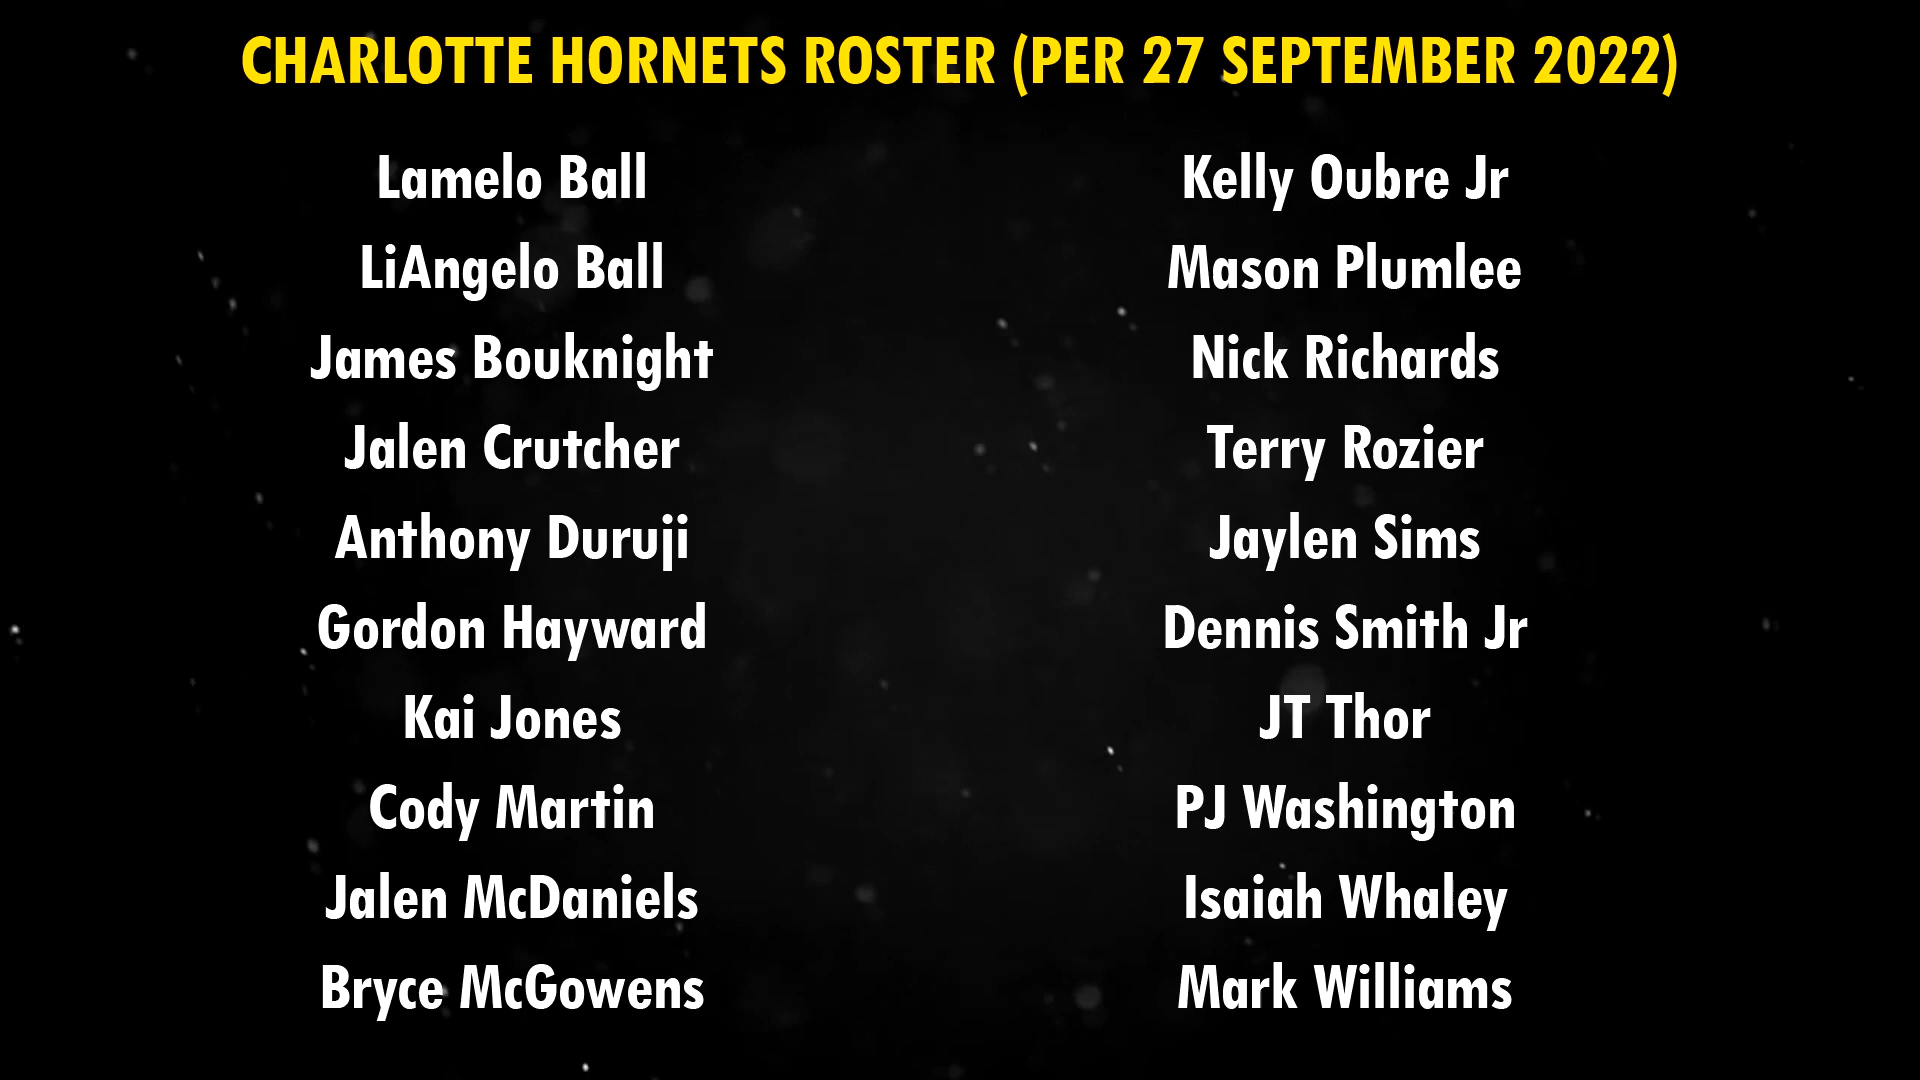 CHARLOTTE HORNETS ROSTER (PER 27 SEPTEMBER 2022)
Lamelo Ball
LiAngelo Ball
James Bouknight
Jalen Crutcher
Anthony Duruji
Gordon Hayward
Kai Jones
Cody Martin
Jalen McDaniels
Bryce McGowens
Kelly Oubre Jr
Mason Plumlee
Nick Richards
Terry Rozier
Jaylen Sims
Dennis Smith Jr
JT Thor
PJ Washington
Isaiah Whaley
Mark Williams